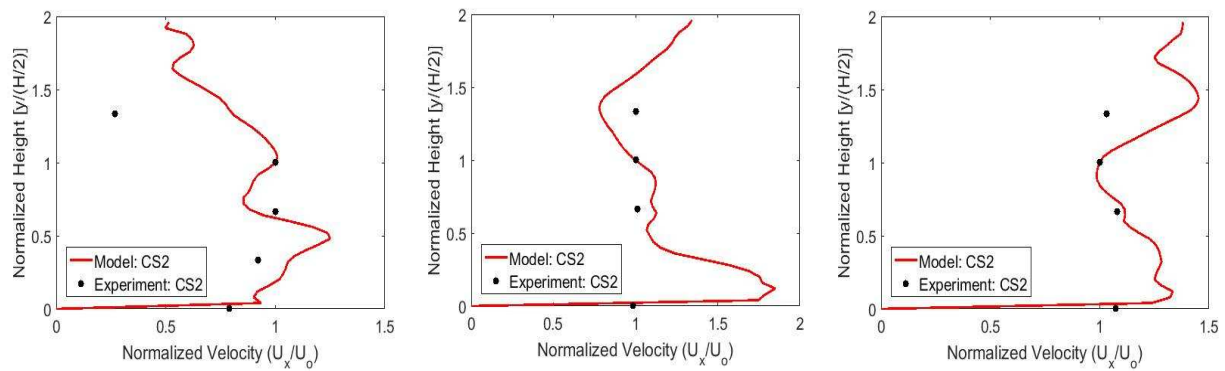 2
1.5
1
0.5
0
Normalized Height [y/(H/2)]
Model: CS2
Experiment: CS2
0 0.5 1 1.5
Normalized Velocity (U_x/U_o)
2
1.5
1
0.5
0
Normalized Height [y/(H/2)]
Model: CS2
Experiment: CS2
0 0.5 1 1.5 2
Normalized Velocity (U_x/U_o)
2
1.5
1
0.5
0
Normalized Height [y/(H/2)]
Model: CS2
Experiment: CS2
0 0.5 1 1.5
Normalized Velocity (U_x/U_o)